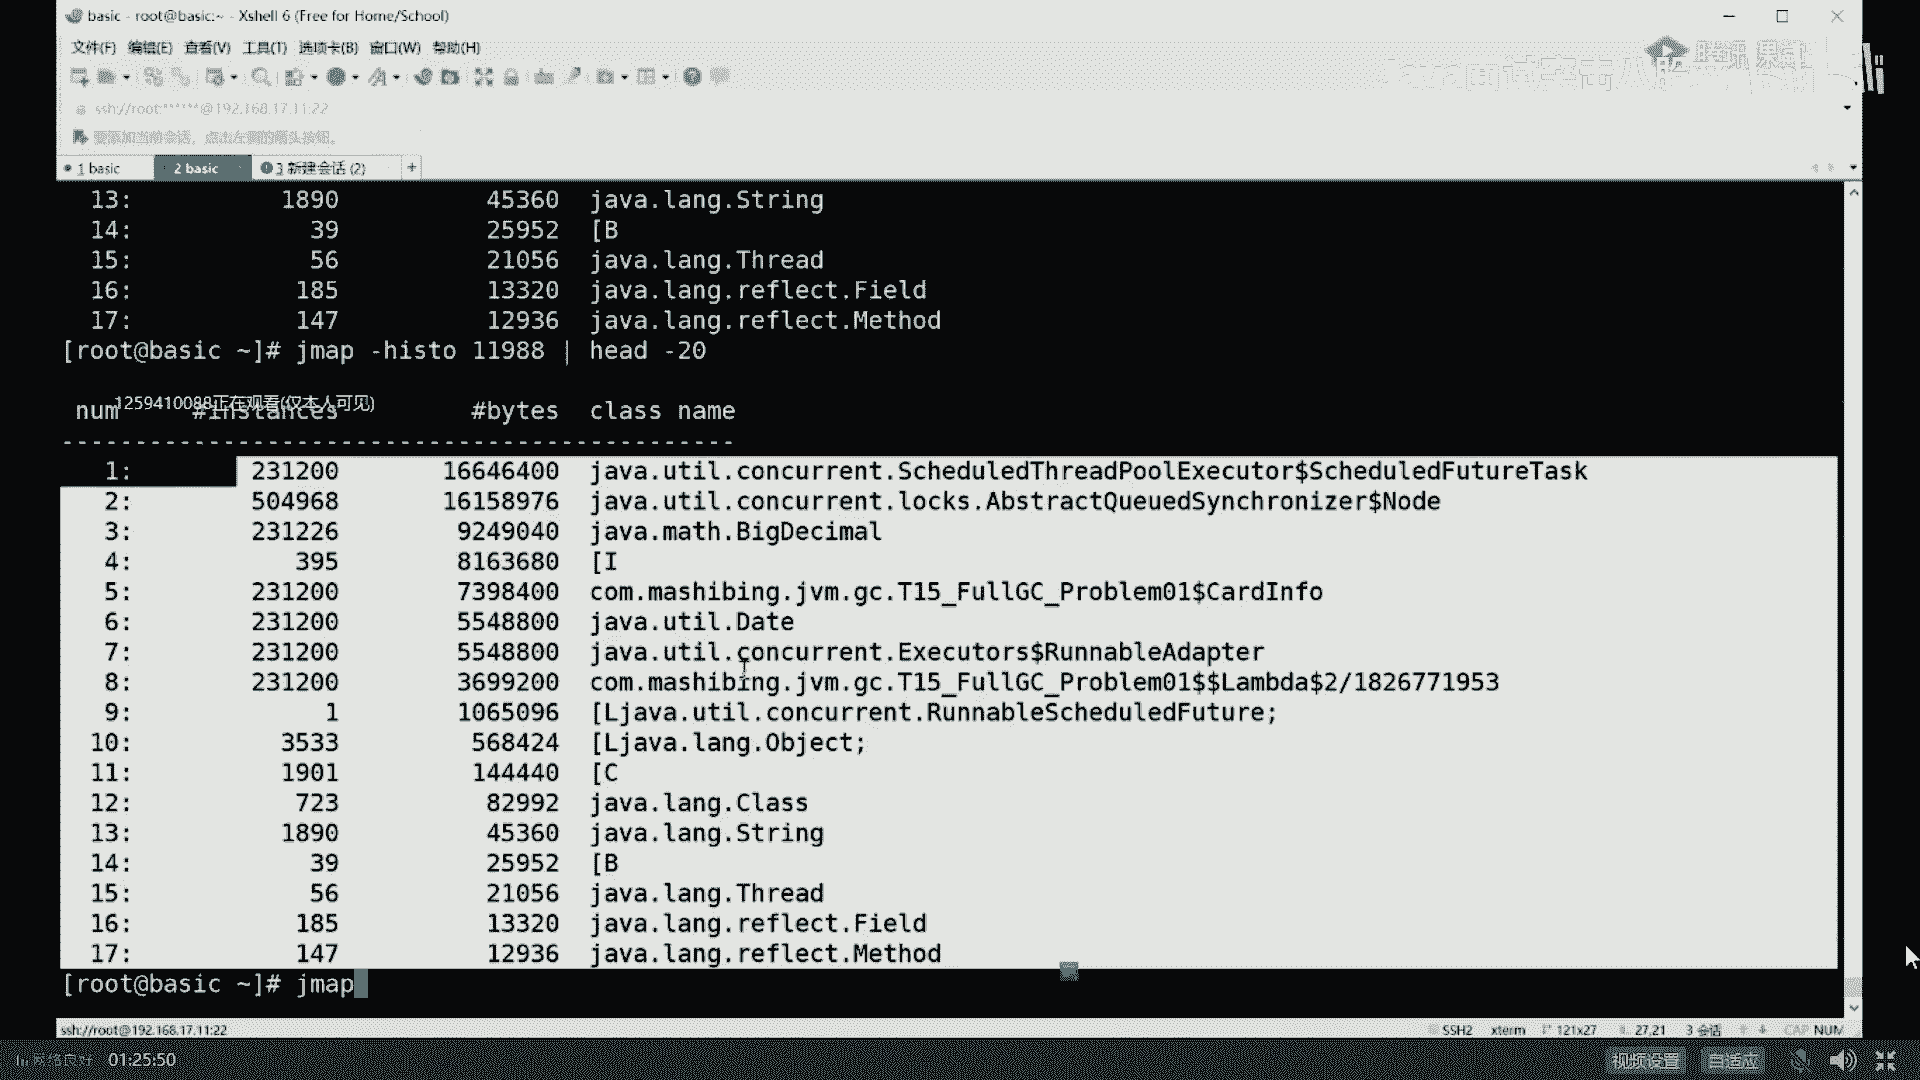 basic - root@basic:~ - Xshell 6 (Free for Home/School)
文件(F) 编辑(E) 查看(V) 工具(T) 选项卡(B) 窗口(W) 帮助(H)
ssh://root:******@192.168.17.11:22
要添加当前会话，点击左侧的箭头按钮。
1 basic 2 basic 3 新建会话 (2) +
13: 1890 45360 java.lang.String
14: 39 25952 [B
15: 56 21056 java.lang.Thread
16: 185 13320 java.lang.reflect.Field
17: 147 12936 java.lang.reflect.Method
[root@basic ~]# jmap -histo 11988 | head -20
1259410088正在观看(仅本人可见)
num #instances #bytes class name
----------------------------------------------
1: 231200 16646400 java.util.concurrent.ScheduledThreadPoolExecutor$ScheduledFutureTask
2: 504968 16158976 java.util.concurrent.locks.AbstractQueuedSynchronizer$Node
3: 231226 9249040 java.math.BigDecimal
4: 395 8163680 [I
5: 231200 7398400 com.mashibing.jvm.gc.T15_FullGC_Problem01$CardInfo
6: 231200 5548800 java.util.Date
7: 231200 5548800 java.util.concurrent.Executors$RunnableAdapter
8: 231200 3699200 com.mashibing.jvm.gc.T15_FullGC_Problem01$$Lambda$2/1826771953
9: 1 1065096 [Ljava.util.concurrent.RunnableScheduledFuture;
10: 3533 568424 [Ljava.lang.Object;
11: 1901 144440 [C
12: 723 82992 java.lang.Class
13: 1890 45360 java.lang.String
14: 39 25952 [B
15: 56 21056 java.lang.Thread
16: 185 13320 java.lang.reflect.Field
17: 147 12936 java.lang.reflect.Method
[root@basic ~]# jmap
ssh://root@192.168.17.11:22 SSH2 xterm 121x27 27,21 3 会话 CAP NUM
网络良好 01:25:50 视频设置 自适应